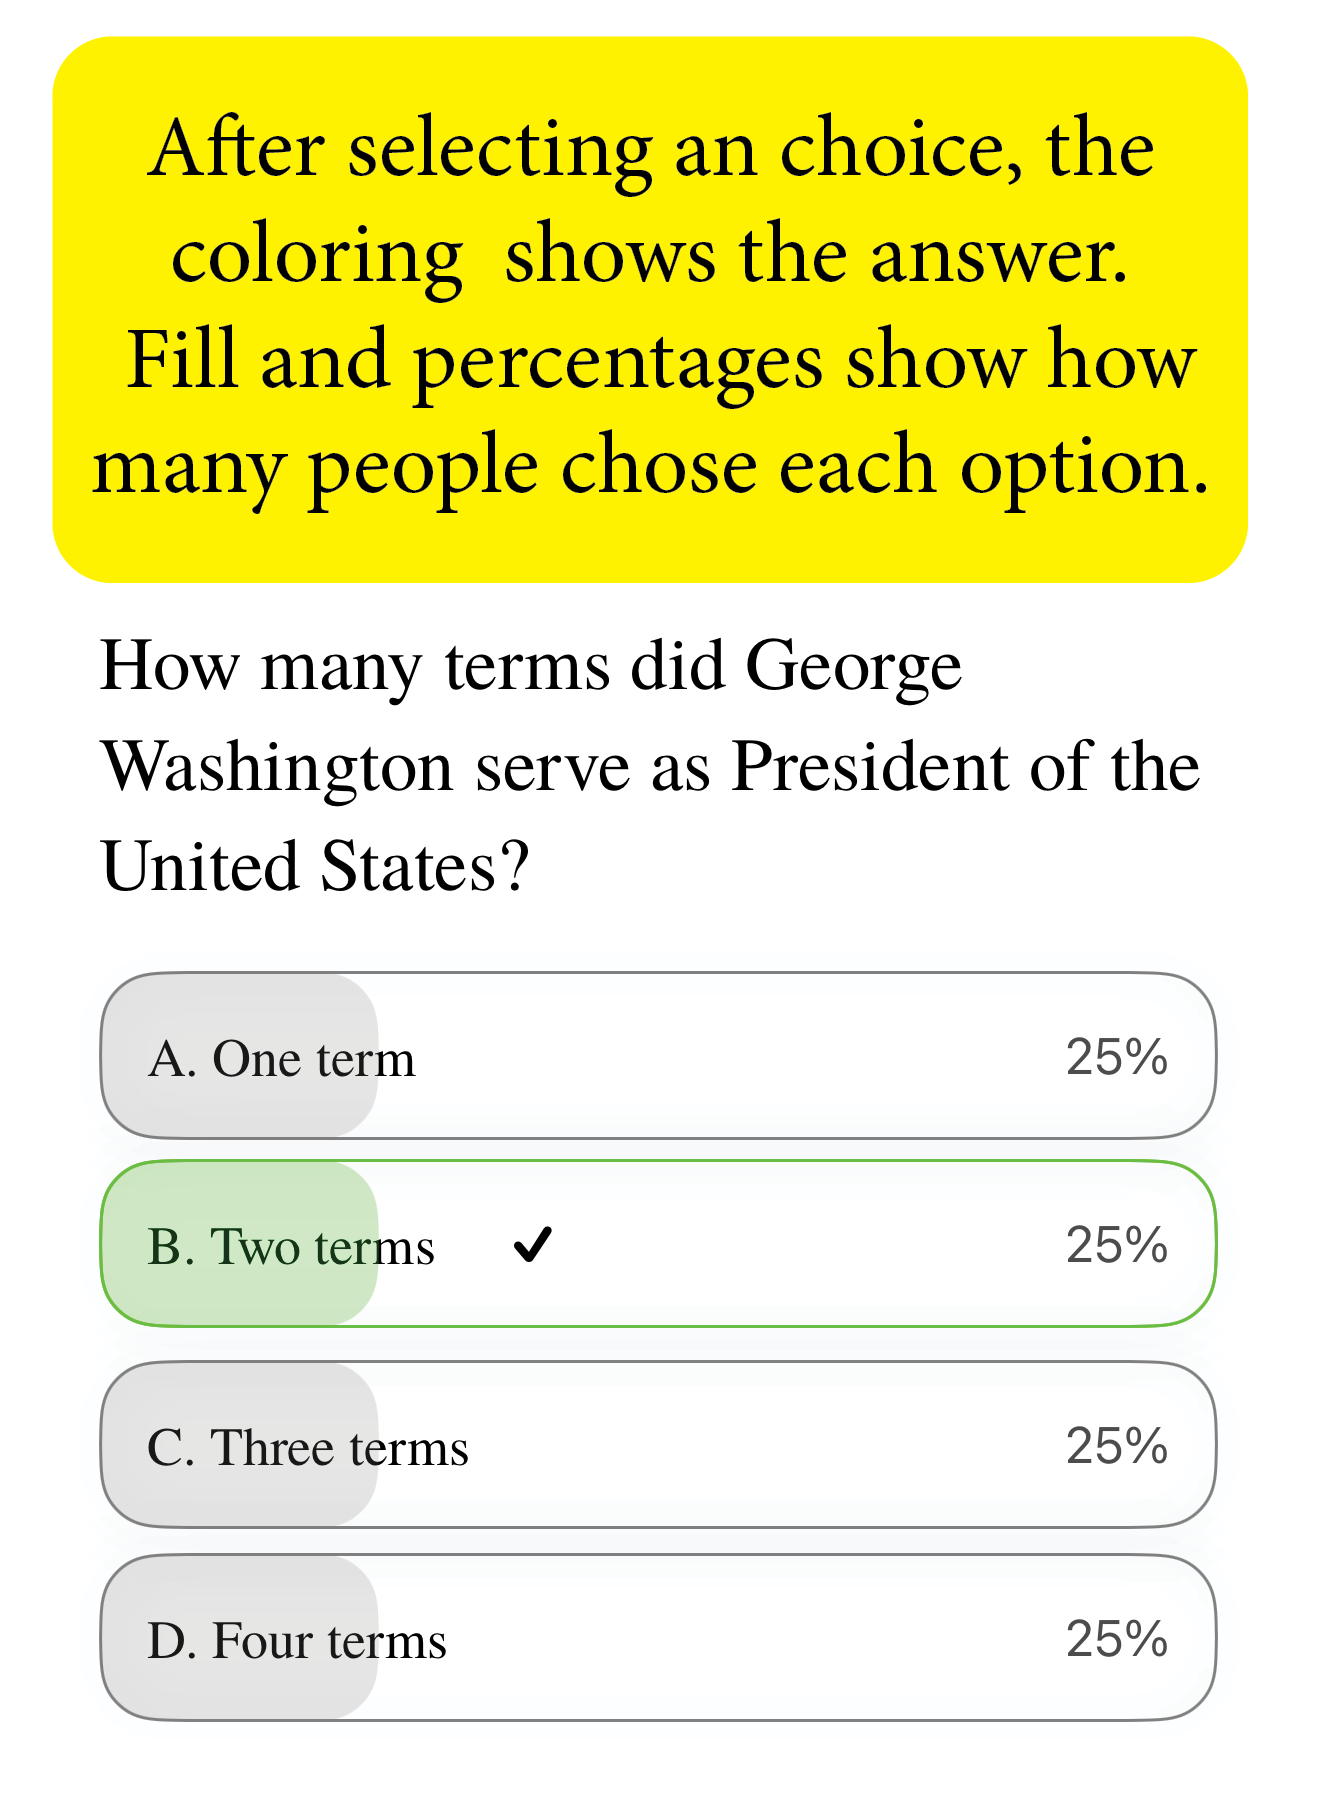 After selecting an choice, the
coloring  shows the answer.
Fill and percentages show how
many people chose each option.
How many terms did George
Washington serve as President of the
United States?
A. One term 25%
B. Two terms ✔ 25%
C. Three terms 25%
D. Four terms 25%